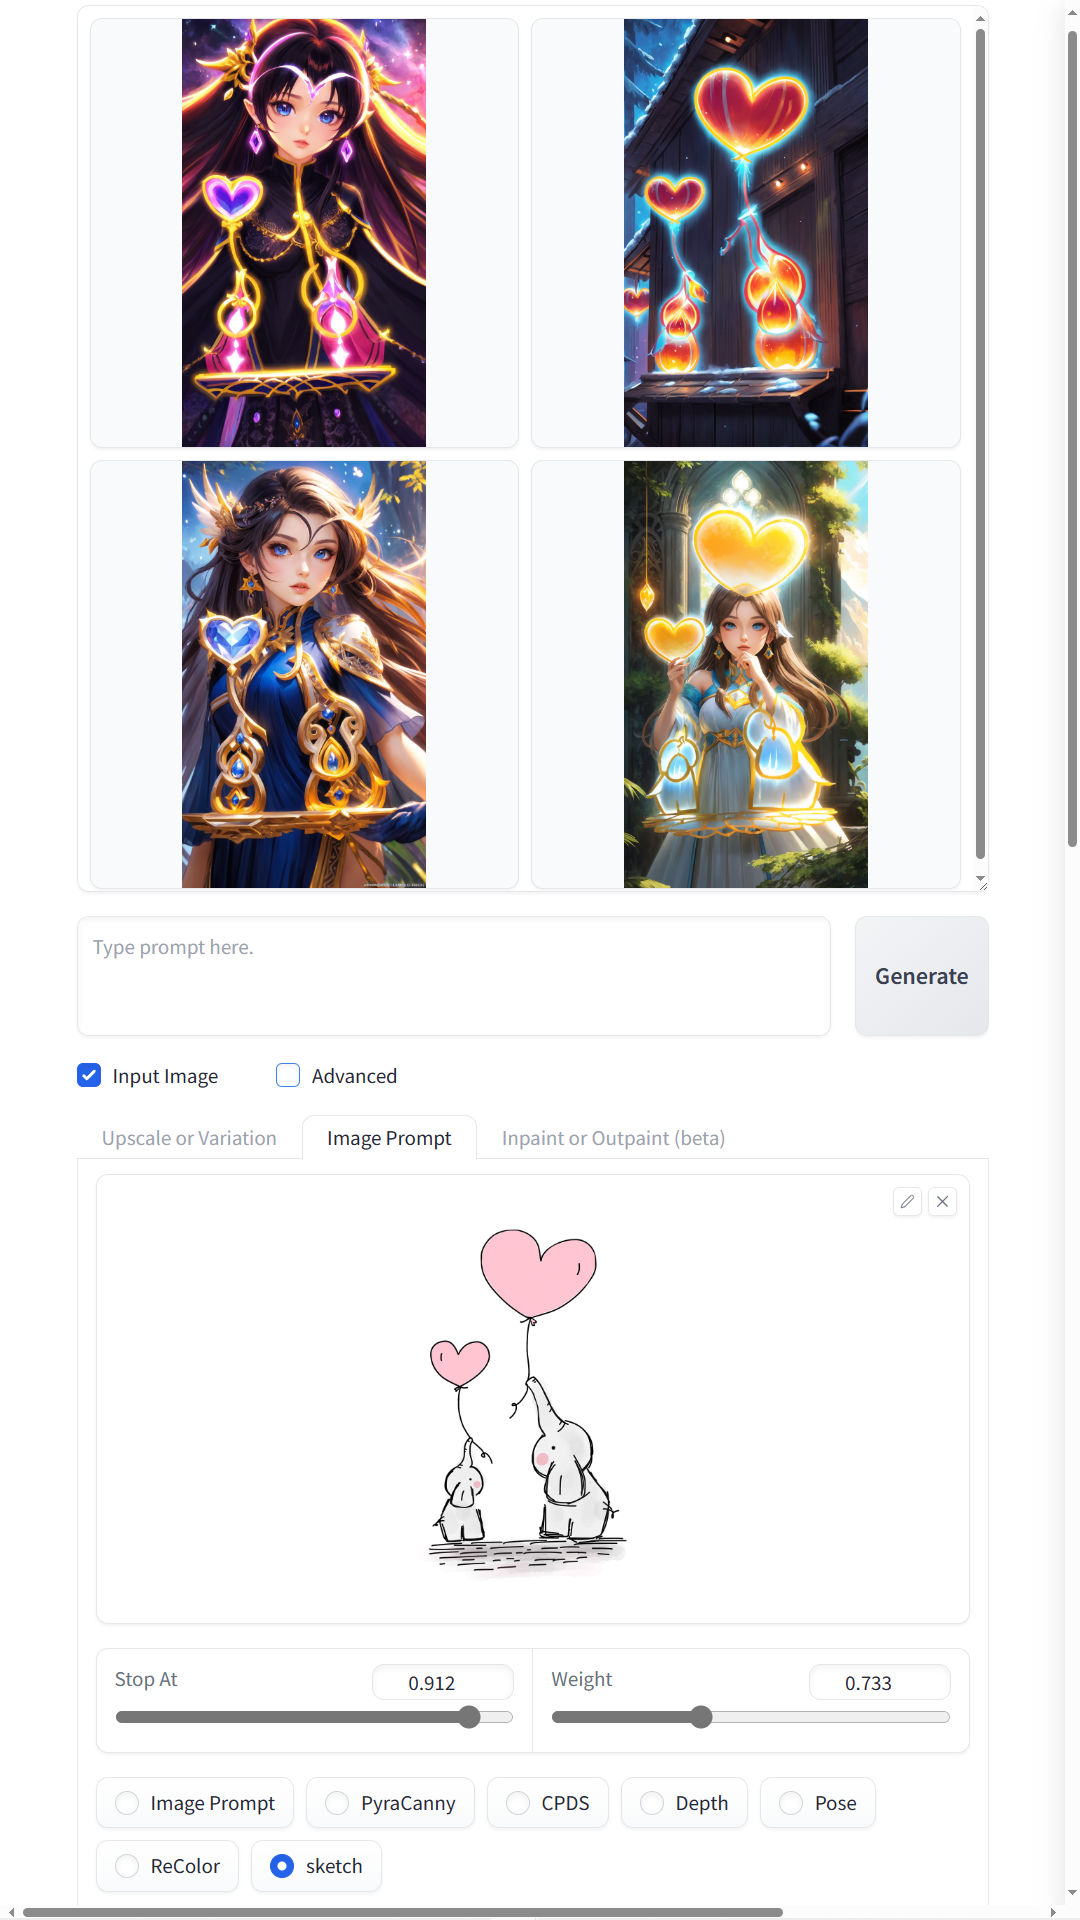 Type prompt here.
Generate
Input Image
Advanced
Upscale or Variation
Image Prompt
Inpaint or Outpaint (beta)
Stop At
0.912
Weight
0.733
Image Prompt
PyraCanny
CPDS
Depth
Pose
ReColor
sketch